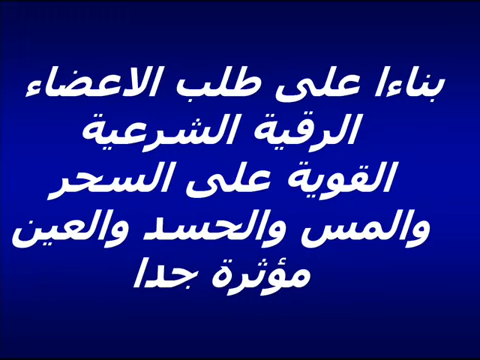 بناءا على طلب الاعضاء
الرقية الشرعية
القوية على السحر
والمس والحسد والعين
مؤثرة جدا